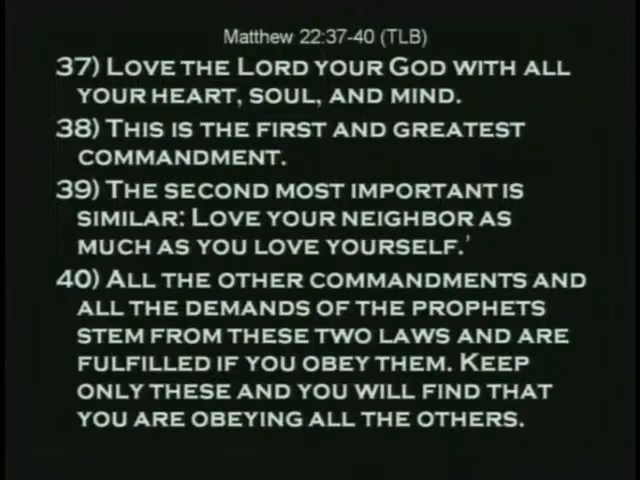 Matthew 22:37-40 (TLB)
37) Love the Lord your God with all
your heart, soul, and mind.
38) This is the first and greatest
commandment.
39) The second most important is
similar: Love your neighbor as
much as you love yourself.'
40) All the other commandments and
all the demands of the prophets
stem from these two laws and are
fulfilled if you obey them. Keep
only these and you will find that
you are obeying all the others.